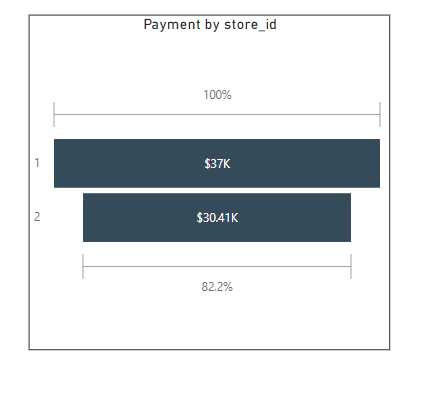 Payment by store_id
100%
1 $37K
2 $30.41K
82.2%